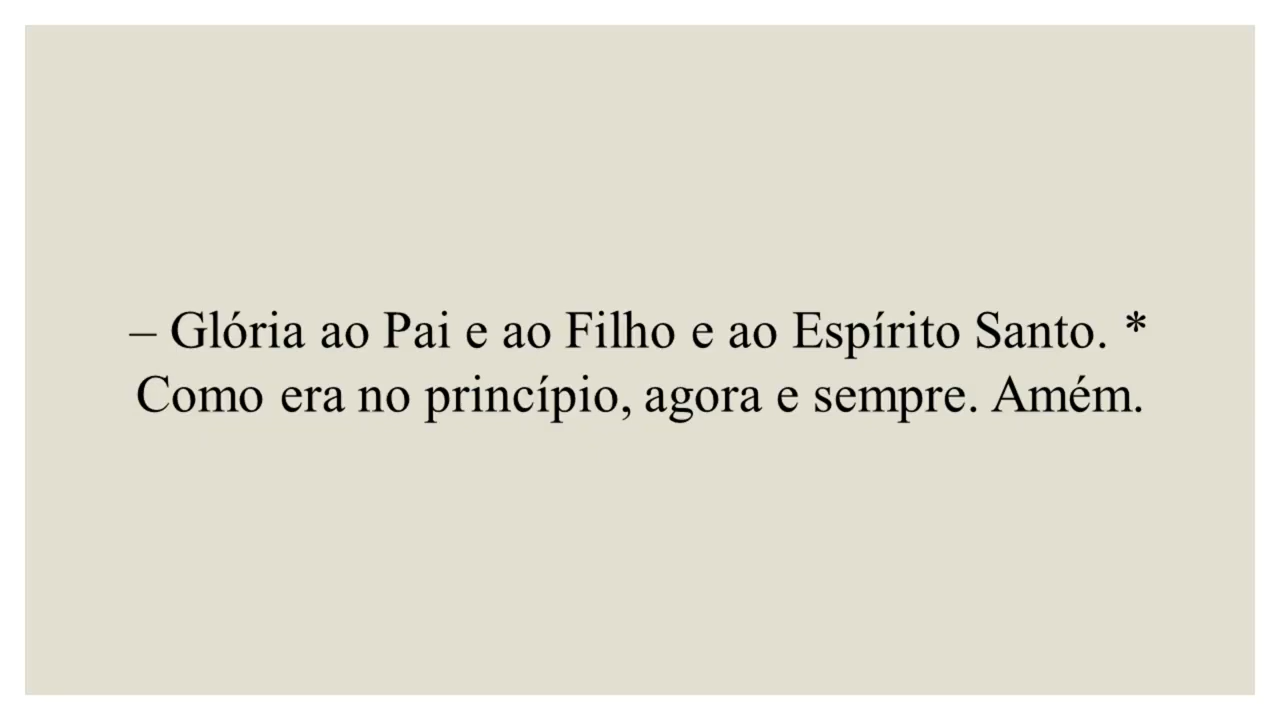 – Glória ao Pai e ao Filho e ao Espírito Santo. *
Como era no princípio, agora e sempre. Amém.